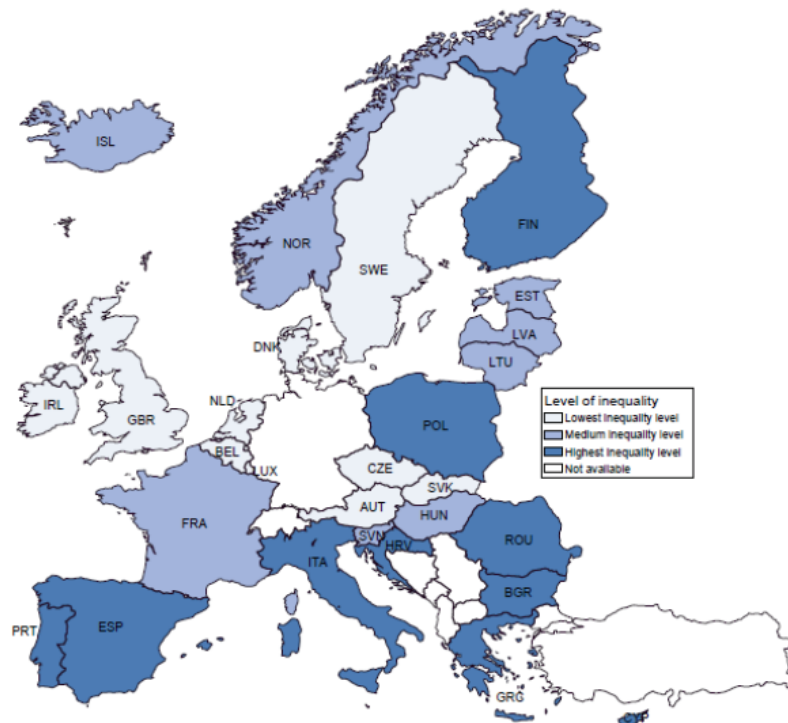 ISL
NOR
FIN
SWE
EST
LVA
DNK
LTU
IRL
NLD
GBR
POL
Level of inequality
Lowest inequality level
Medium inequality level
Highest inequality level
Not available
BEL
LUX
CZE
SVK
AUT
HUN
FRA
SVN
HRV
ROU
ITA
BGR
PRT
ESP
GRC